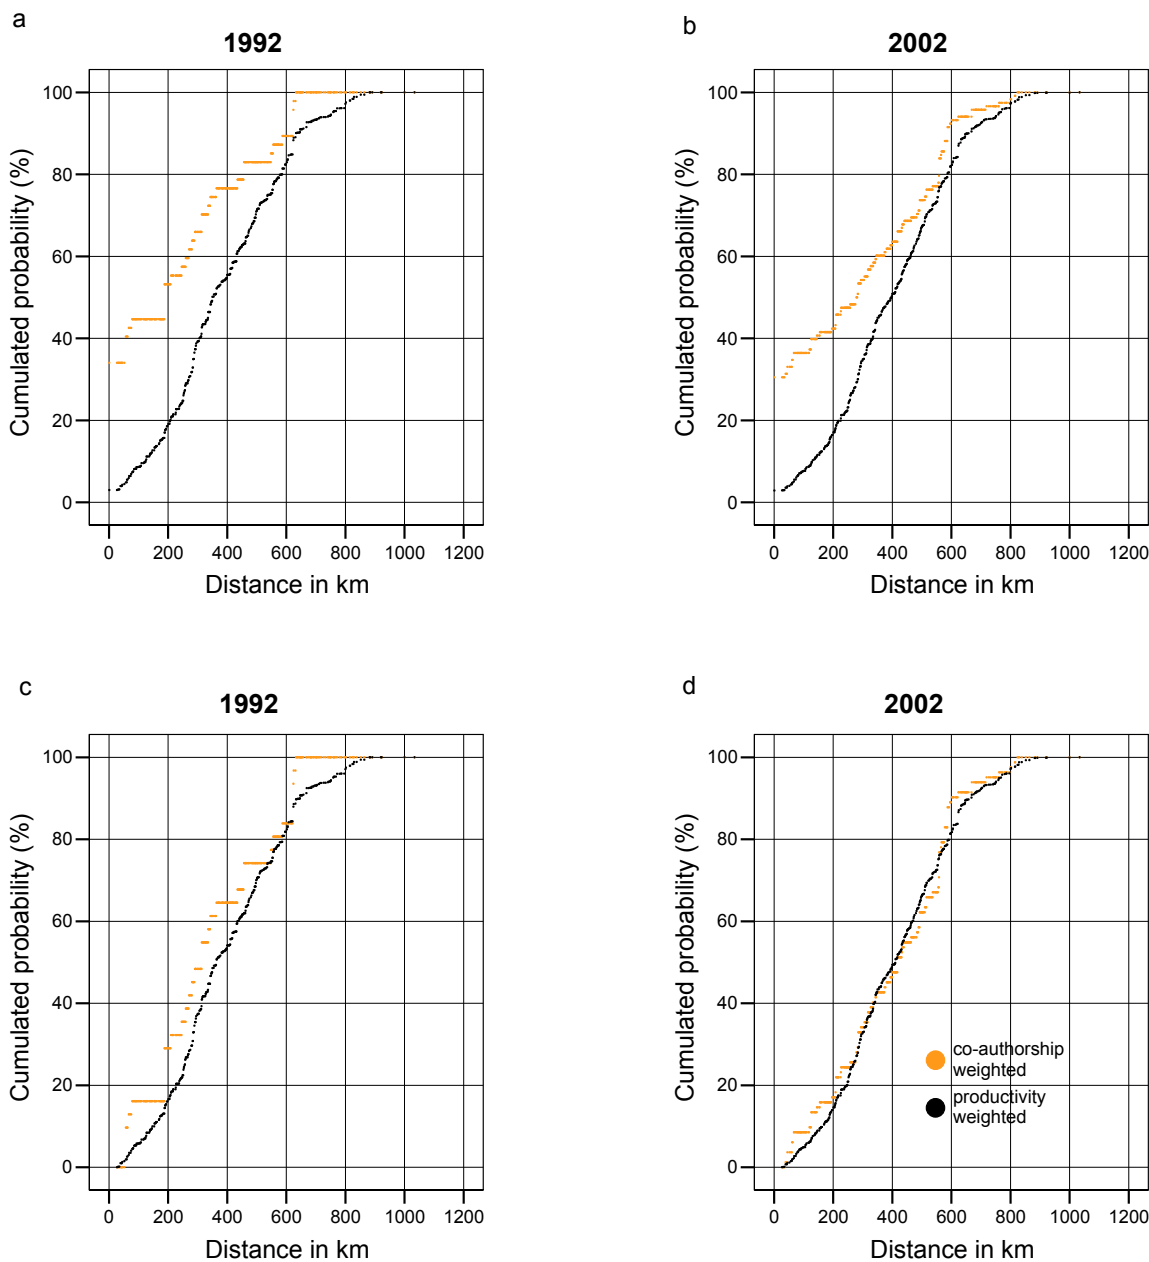 a
1992
Cumulated probability (%)
100
80
60
40
20
0
0 200 400 600 800 1000 1200
Distance in km
b
2002
Cumulated probability (%)
100
80
60
40
20
0
0 200 400 600 800 1000 1200
Distance in km
c
1992
Cumulated probability (%)
100
80
60
40
20
0
0 200 400 600 800 1000 1200
Distance in km
d
2002
Cumulated probability (%)
100
80
60
40
20
0
co-authorship
weighted
productivity
weighted
0 200 400 600 800 1000 1200
Distance in km